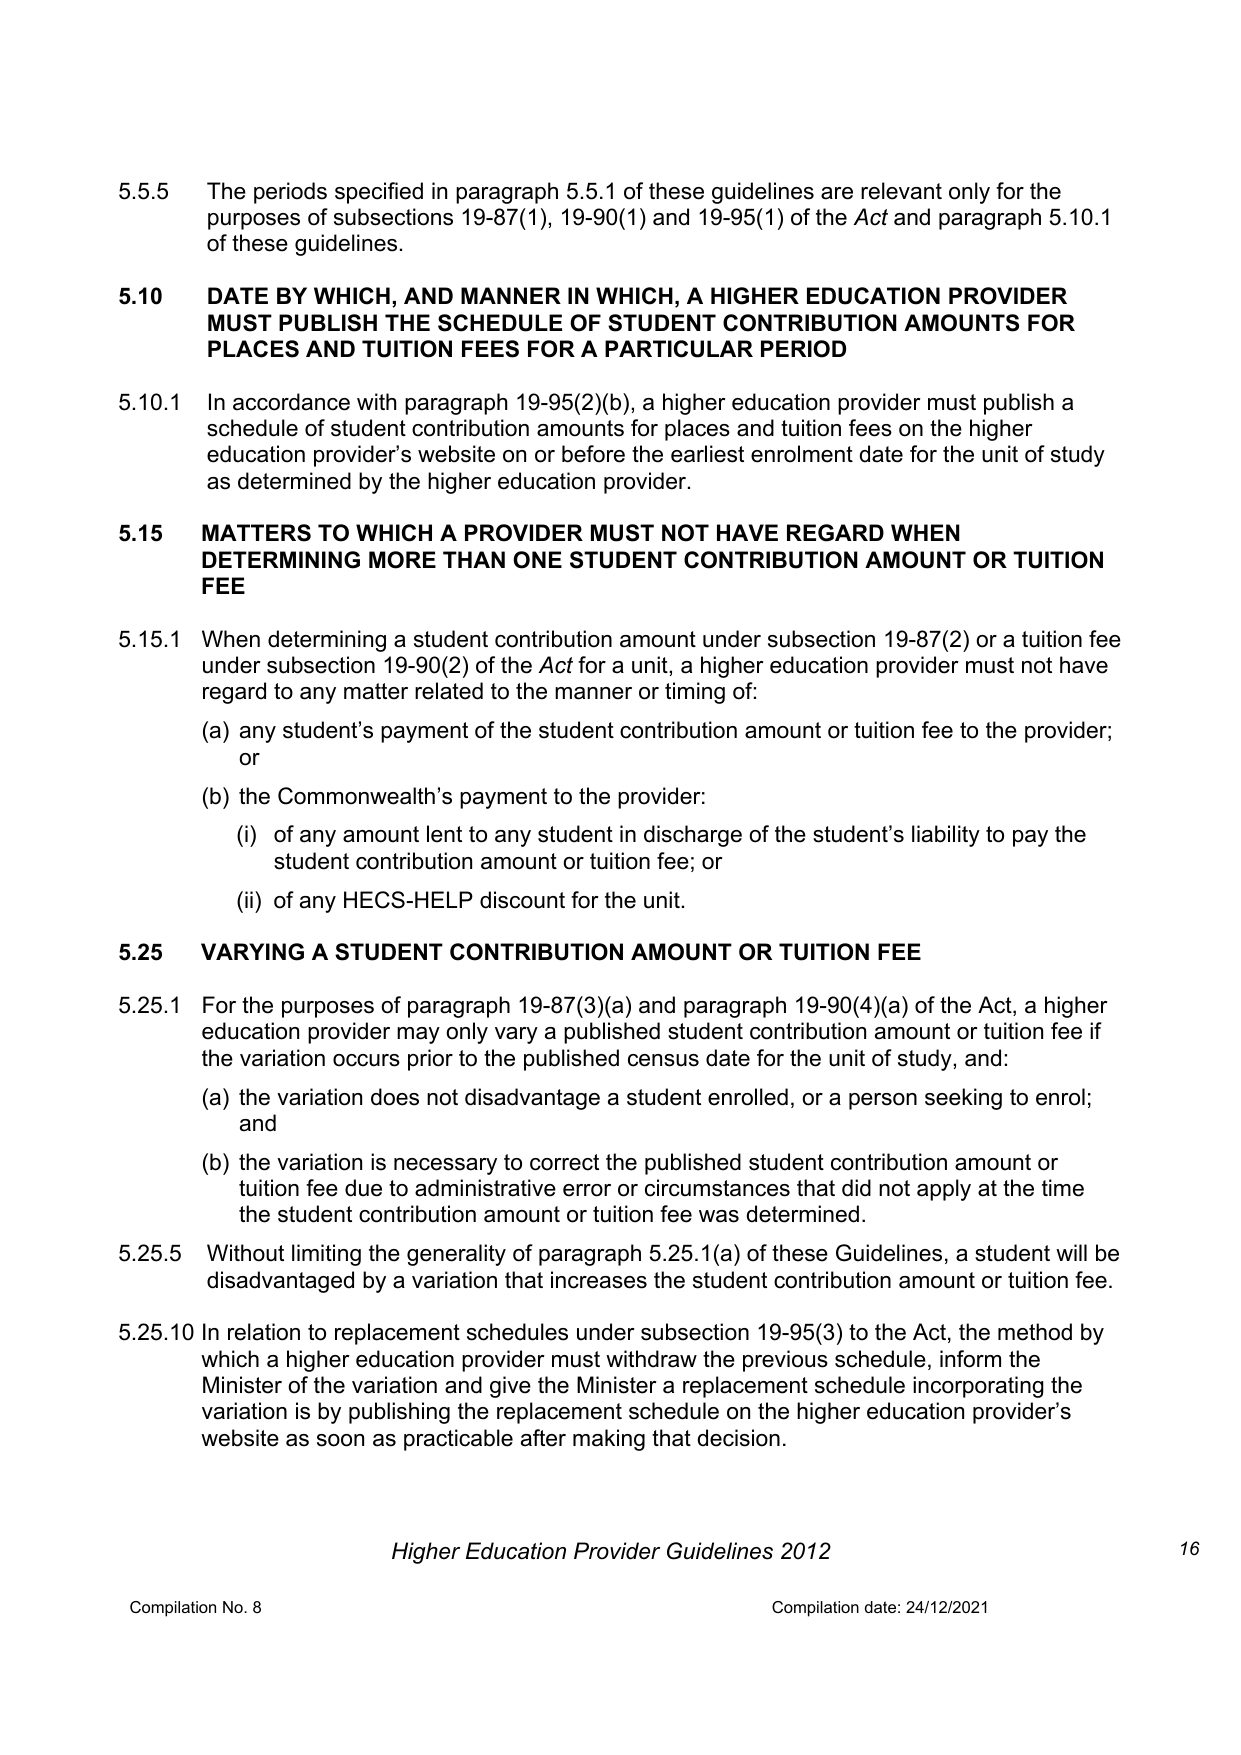 5.5.5 The periods specified in paragraph 5.5.1 of these guidelines are relevant only for the
purposes of subsections 19-87(1), 19-90(1) and 19-95(1) of the Act and paragraph 5.10.1
of these guidelines.
5.10 DATE BY WHICH, AND MANNER IN WHICH, A HIGHER EDUCATION PROVIDER
MUST PUBLISH THE SCHEDULE OF STUDENT CONTRIBUTION AMOUNTS FOR
PLACES AND TUITION FEES FOR A PARTICULAR PERIOD
5.10.1 In accordance with paragraph 19-95(2)(b), a higher education provider must publish a
schedule of student contribution amounts for places and tuition fees on the higher
education provider’s website on or before the earliest enrolment date for the unit of study
as determined by the higher education provider.
5.15 MATTERS TO WHICH A PROVIDER MUST NOT HAVE REGARD WHEN
DETERMINING MORE THAN ONE STUDENT CONTRIBUTION AMOUNT OR TUITION
FEE
5.15.1 When determining a student contribution amount under subsection 19-87(2) or a tuition fee
under subsection 19-90(2) of the Act for a unit, a higher education provider must not have
regard to any matter related to the manner or timing of:
(a) any student’s payment of the student contribution amount or tuition fee to the provider;
or
(b) the Commonwealth’s payment to the provider:
(i) of any amount lent to any student in discharge of the student’s liability to pay the
student contribution amount or tuition fee; or
(ii) of any HECS-HELP discount for the unit.
5.25 VARYING A STUDENT CONTRIBUTION AMOUNT OR TUITION FEE
5.25.1 For the purposes of paragraph 19-87(3)(a) and paragraph 19-90(4)(a) of the Act, a higher
education provider may only vary a published student contribution amount or tuition fee if
the variation occurs prior to the published census date for the unit of study, and:
(a) the variation does not disadvantage a student enrolled, or a person seeking to enrol;
and
(b) the variation is necessary to correct the published student contribution amount or
tuition fee due to administrative error or circumstances that did not apply at the time
the student contribution amount or tuition fee was determined.
5.25.5 Without limiting the generality of paragraph 5.25.1(a) of these Guidelines, a student will be
disadvantaged by a variation that increases the student contribution amount or tuition fee.
5.25.10 In relation to replacement schedules under subsection 19-95(3) to the Act, the method by
which a higher education provider must withdraw the previous schedule, inform the
Minister of the variation and give the Minister a replacement schedule incorporating the
variation is by publishing the replacement schedule on the higher education provider’s
website as soon as practicable after making that decision.
Higher Education Provider Guidelines 2012 16
Compilation No. 8 Compilation date: 24/12/2021